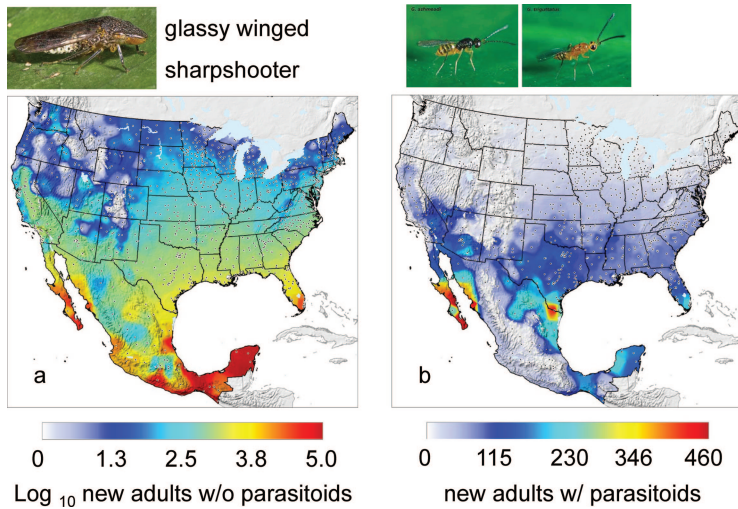 glassy winged
sharpshooter
a
b
0 1.3 2.5 3.8 5.0
Log 10 new adults w/o parasitoids
0 115 230 346 460
new adults w/ parasitoids